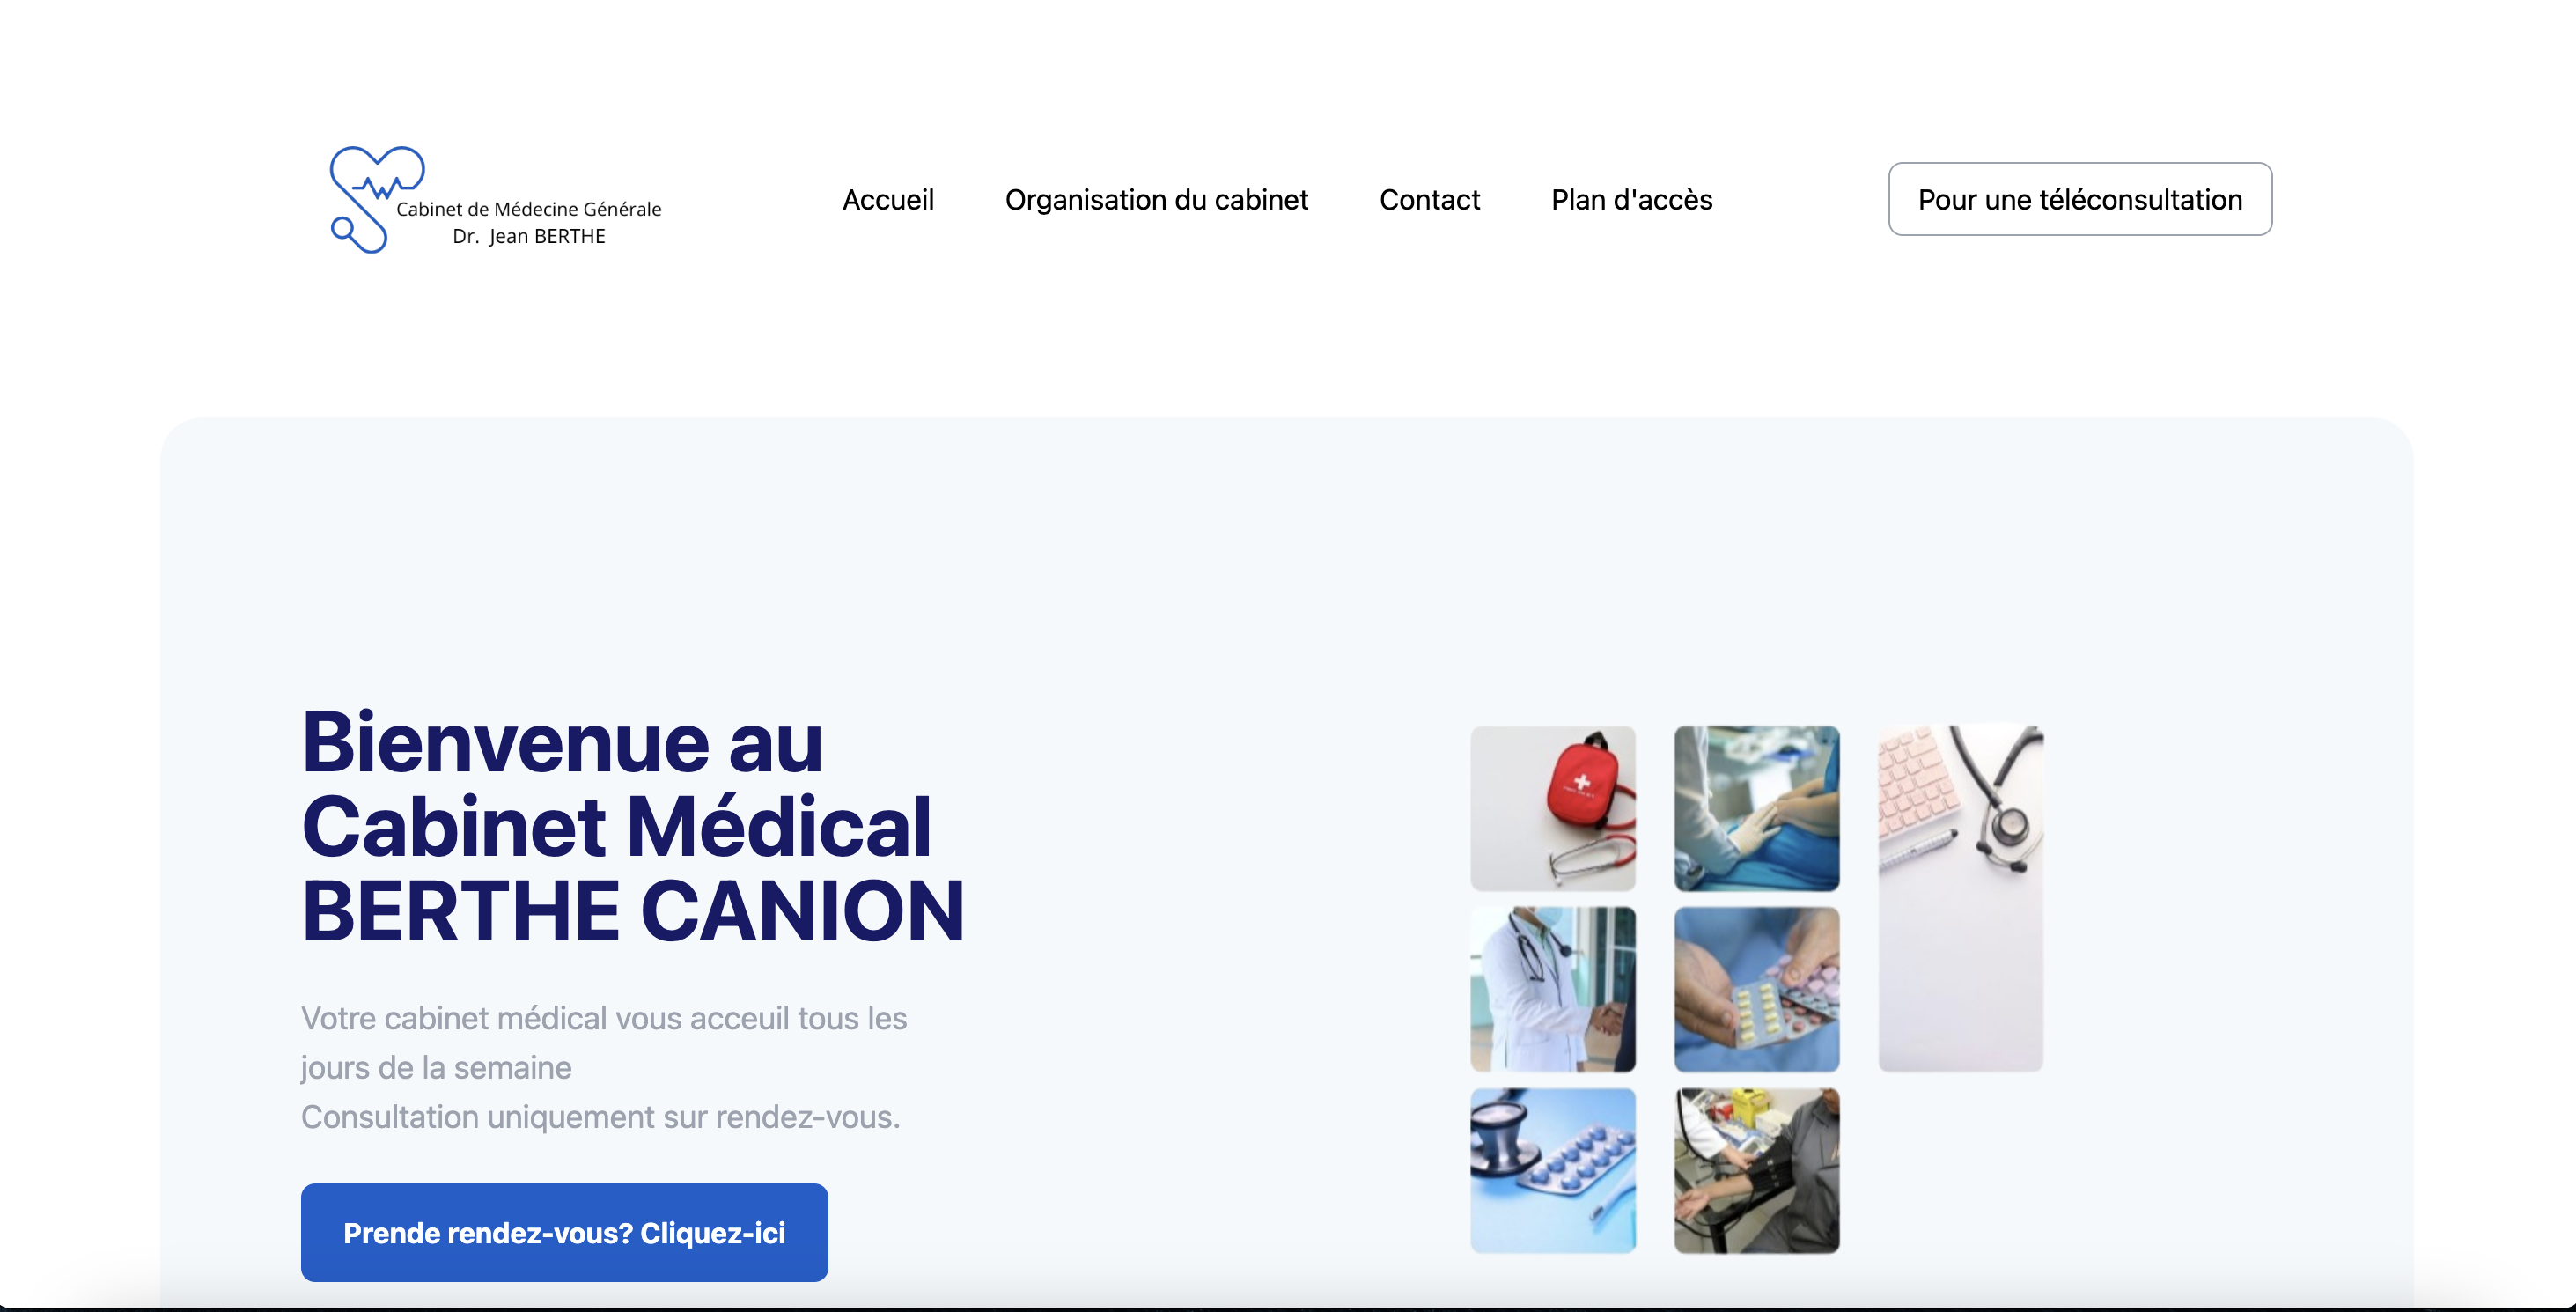 Cabinet de Médecine Générale
Dr. Jean BERTHE
Accueil
Organisation du cabinet
Contact
Plan d'accès
Pour une téléconsultation
Bienvenue au
Cabinet Médical
BERTHE CANION
Votre cabinet médical vous acceuil tous les
jours de la semaine
Consultation uniquement sur rendez-vous.
Prende rendez-vous? Cliquez-ici